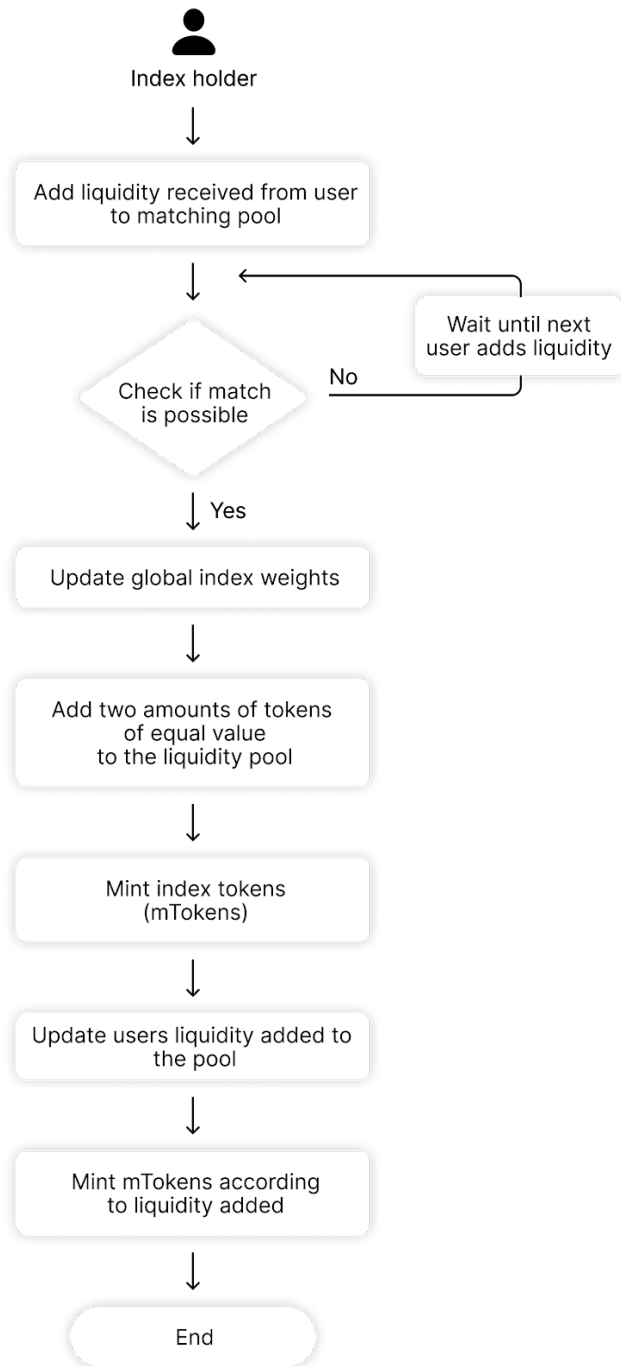 Index holder
Add liquidity received from user
to matching pool
Wait until next
user adds liquidity
Check if match
is possible
No
Yes
Update global index weights
Add two amounts of tokens
of equal value
to the liquidity pool
Mint index tokens
(mTokens)
Update users liquidity added to
the pool
Mint mTokens according
to liquidity added
End